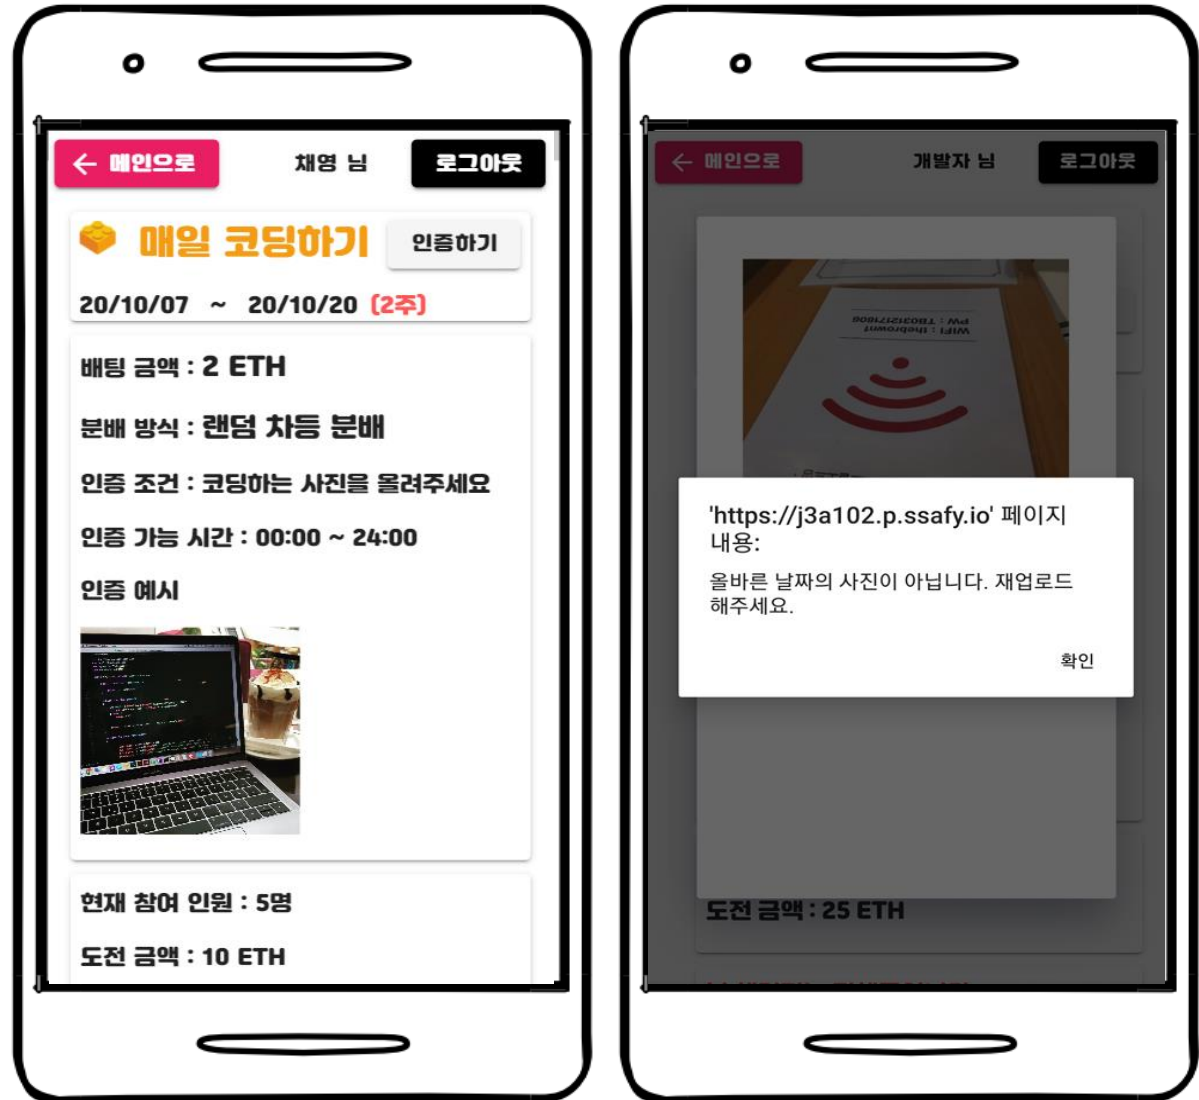 메인으로
채영 님
로그아웃
매일 코딩하기
인증하기
20/10/07 ~ 20/10/20 (2주)
배팅 금액 : 2 ETH
분배 방식 : 랜덤 차등 분배
인증 조건 : 코딩하는 사진을 올려주세요
인증 가능 시간 : 00:00 ~ 24:00
인증 예시
현재 참여 인원 : 5명
도전 금액 : 10 ETH
메인으로
개발자 님
로그아웃
WIFI : thebrown1
PW : TB031217180б
'https://j3a102.p.ssafy.io' 페이지
내용:
올바른 날짜의 사진이 아닙니다. 재업로드
해주세요.
확인
도전 금액 : 25 ETH